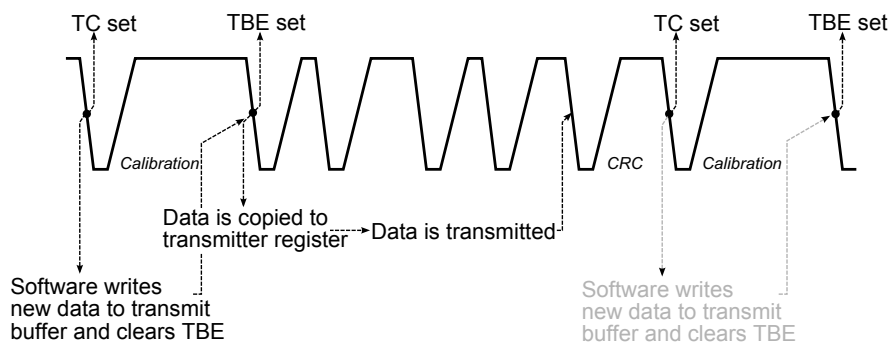 TC set
TBE set
TC set
TBE set
Calibration
CRC
Calibration
Data is copied to
transmitter register
Data is transmitted
Software writes
new data to transmit
buffer and clears TBE
Software writes
new data to transmit
buffer and clears TBE